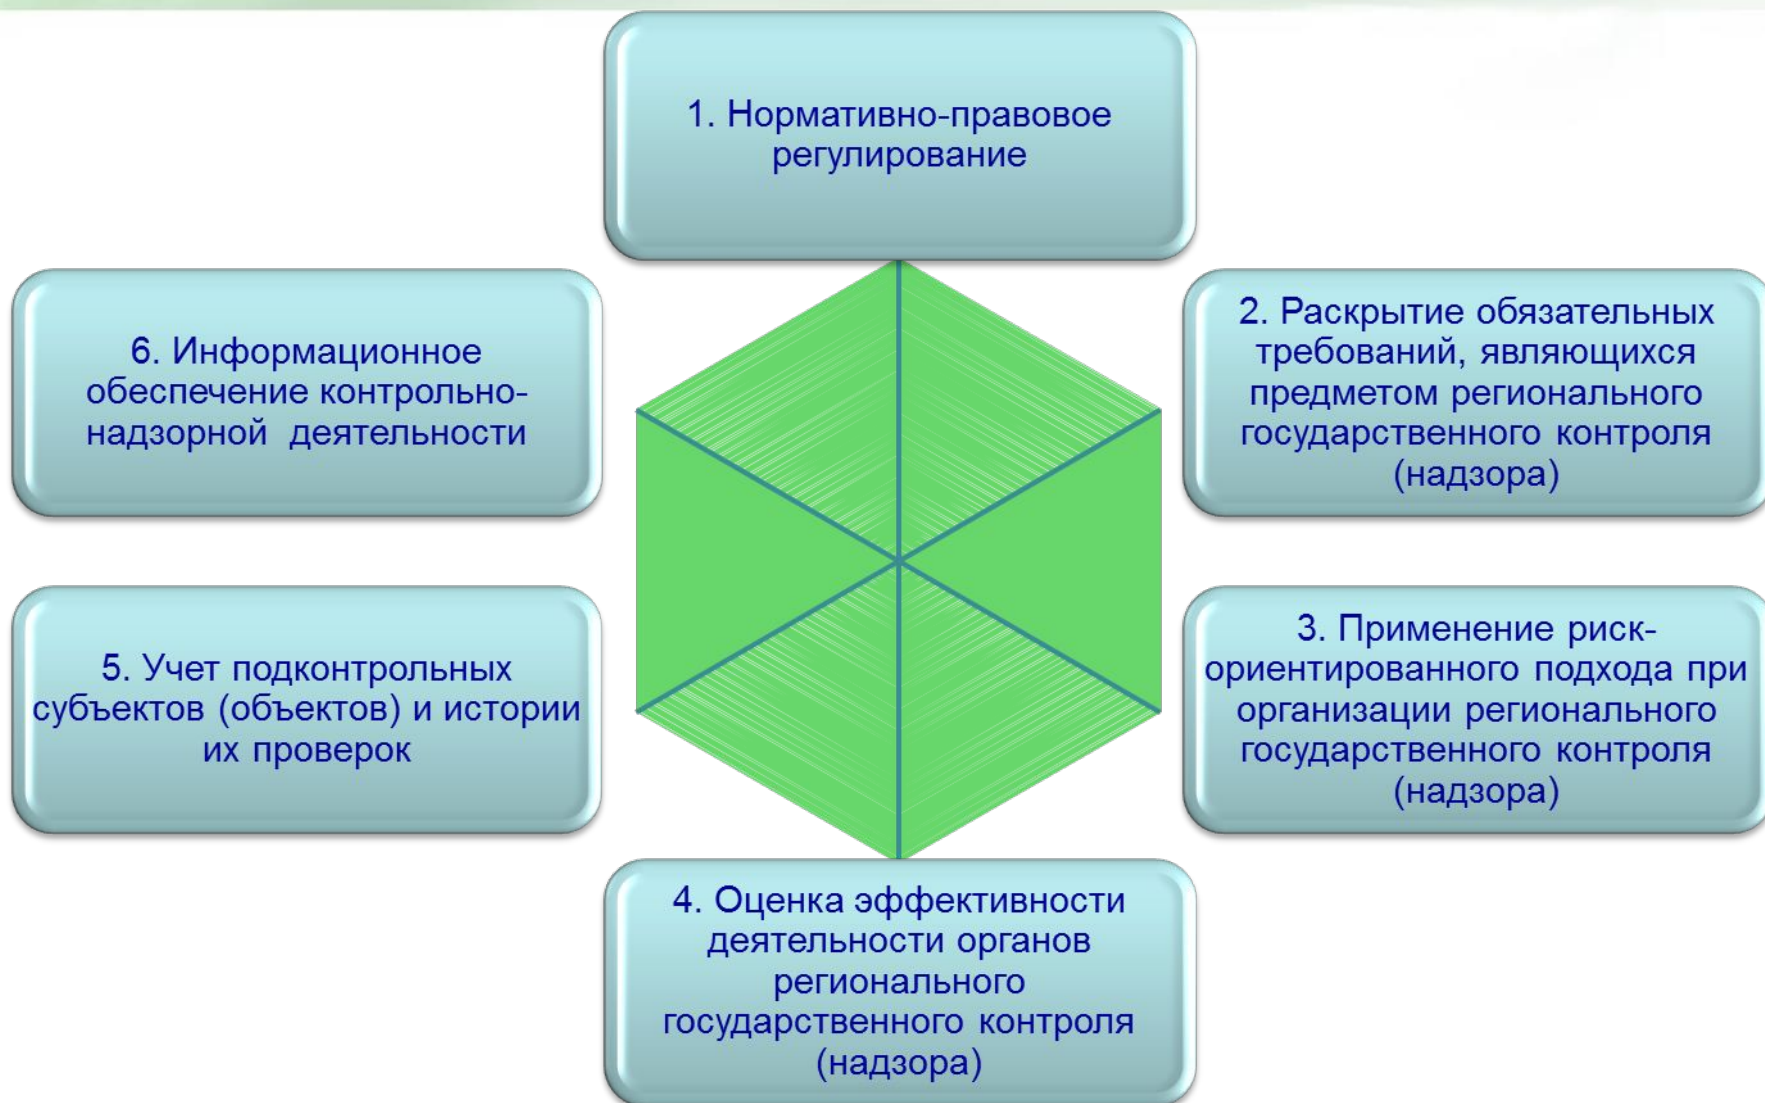 1. Нормативно-правовое
регулирование
2. Раскрытие обязательных
требований, являющихся
предметом регионального
государственного контроля
(надзора)
3. Применение риск-
ориентированного подхода при
организации регионального
государственного контроля
(надзора)
4. Оценка эффективности
деятельности органов
регионального
государственного контроля
(надзора)
5. Учет подконтрольных
субъектов (объектов) и истории
их проверок
6. Информационное
обеспечение контрольно-
надзорной деятельности